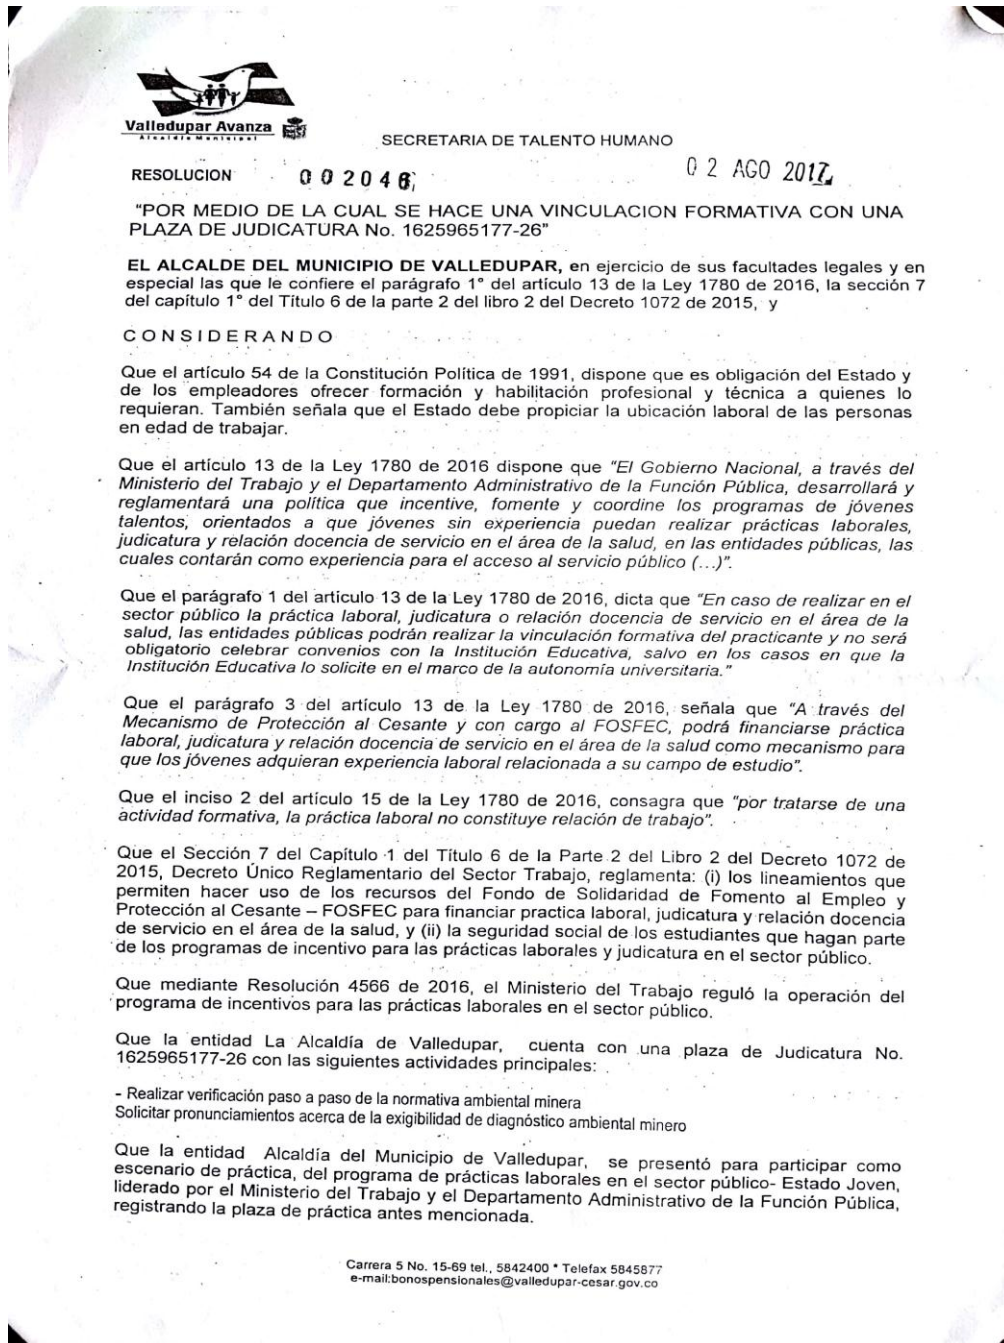 Valledupar Avanza
Alcaldía Municipal
SECRETARIA DE TALENTO HUMANO
RESOLUCION 002046
02 AGO 2017
“POR MEDIO DE LA CUAL SE HACE UNA VINCULACION FORMATIVA CON UNA
PLAZA DE JUDICATURA No. 1625965177-26”
EL ALCALDE DEL MUNICIPIO DE VALLEDUPAR, en ejercicio de sus facultades legales y en
especial las que le confiere el parágrafo 1° del artículo 13 de la Ley 1780 de 2016, la sección 7
del capítulo 1° del Título 6 de la parte 2 del libro 2 del Decreto 1072 de 2015, y
C O N S I D E R A N D O
Que el artículo 54 de la Constitución Política de 1991, dispone que es obligación del Estado y
de los empleadores ofrecer formación y habilitación profesional y técnica a quienes lo
requieran. También señala que el Estado debe propiciar la ubicación laboral de las personas
en edad de trabajar.
Que el artículo 13 de la Ley 1780 de 2016 dispone que “El Gobierno Nacional, a través del
Ministerio del Trabajo y el Departamento Administrativo de la Función Pública, desarrollará y
reglamentará una política que incentive, fomente y coordine los programas de jóvenes
talentos, orientados a que jóvenes sin experiencia puedan realizar prácticas laborales,
judicatura y relación docencia de servicio en el área de la salud, en las entidades públicas, las
cuales contarán como experiencia para el acceso al servicio público (...)”.
Que el parágrafo 1 del artículo 13 de la Ley 1780 de 2016, dicta que “En caso de realizar en el
sector público la práctica laboral, judicatura o relación docencia de servicio en el área de la
salud, las entidades públicas podrán realizar la vinculación formativa del practicante y no será
obligatorio celebrar convenios con la Institución Educativa, salvo en los casos en que la
Institución Educativa lo solicite en el marco de la autonomía universitaria.”
Que el parágrafo 3 del artículo 13 de la Ley 1780 de 2016, señala que “A través del
Mecanismo de Protección al Cesante y con cargo al FOSFEC, podrá financiarse práctica
laboral, judicatura y relación docencia de servicio en el área de la salud como mecanismo para
que los jóvenes adquieran experiencia laboral relacionada a su campo de estudio”.
Que el inciso 2 del artículo 15 de la Ley 1780 de 2016, consagra que “por tratarse de una
actividad formativa, la práctica laboral no constituye relación de trabajo”.
Que el Sección 7 del Capítulo 1 del Título 6 de la Parte 2 del Libro 2 del Decreto 1072 de
2015, Decreto Único Reglamentario del Sector Trabajo, reglamenta: (i) los lineamientos que
permiten hacer uso de los recursos del Fondo de Solidaridad de Fomento al Empleo y
Protección al Cesante – FOSFEC para financiar practica laboral, judicatura y relación docencia
de servicio en el área de la salud, y (ii) la seguridad social de los estudiantes que hagan parte
de los programas de incentivo para las prácticas laborales y judicatura en el sector público.
Que mediante Resolución 4566 de 2016, el Ministerio del Trabajo reguló la operación del
programa de incentivos para las prácticas laborales en el sector público.
Que la entidad La Alcaldía de Valledupar, cuenta con una plaza de Judicatura No.
1625965177-26 con las siguientes actividades principales:
- Realizar verificación paso a paso de la normativa ambiental minera
Solicitar pronunciamientos acerca de la exigibilidad de diagnóstico ambiental minero
Que la entidad Alcaldía del Municipio de Valledupar, se presentó para participar como
escenario de práctica, del programa de prácticas laborales en el sector público- Estado Joven,
liderado por el Ministerio del Trabajo y el Departamento Administrativo de la Función Pública,
registrando la plaza de práctica antes mencionada.
Carrera 5 No. 15-69 tel., 5842400 * Telefax 5845877
e-mail:bonospensionales@valledupar-cesar.gov.co